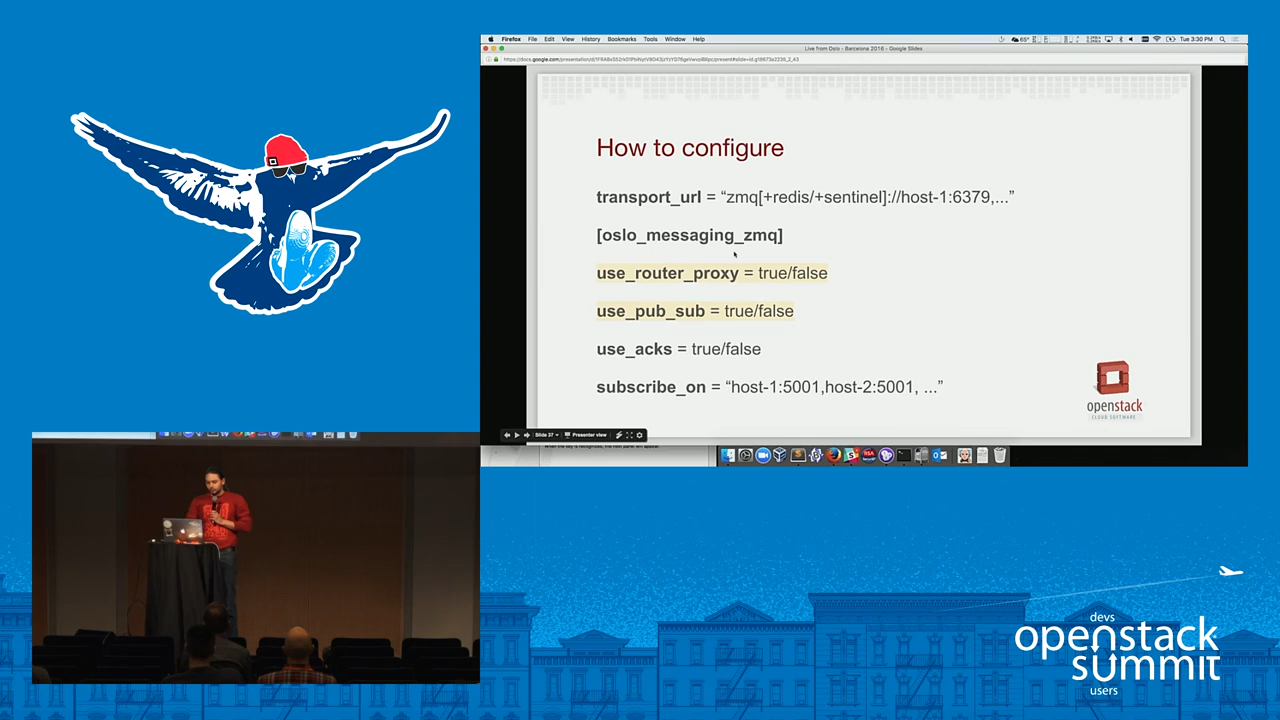 Firefox File Edit View History Bookmarks Tools Window Help
65° Tue 3:30 PM
Live from Oslo - Barcelona 2016 - Google Slides
How to configure
transport_url = “zmq[+redis/+sentinel]://host-1:6379,...”
[oslo_messaging_zmq]
use_router_proxy = true/false
use_pub_sub = true/false
use_acks = true/false
subscribe_on = “host-1:5001,host-2:5001, ...”
openstack
CLOUD SOFTWARE
Slide 37 Presenter view
devs
openstack
summit
users